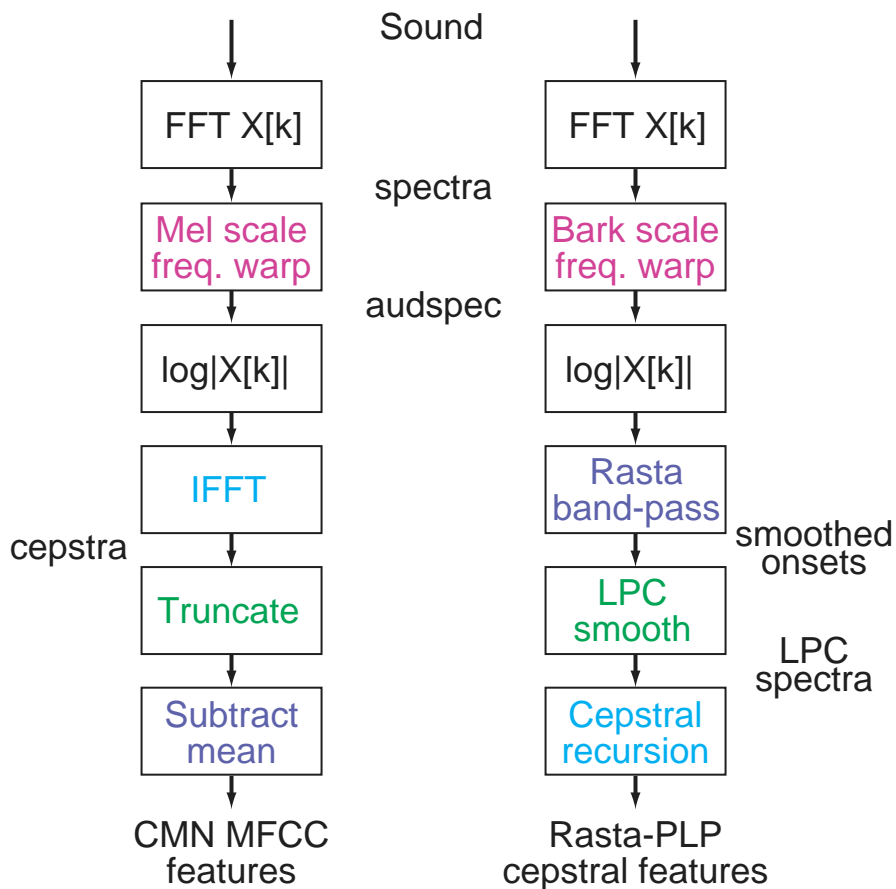 Sound
FFT X[k]
FFT X[k]
spectra
Mel scale
freq. warp
Bark scale
freq. warp
audspec
log|X[k]|
log|X[k]|
IFFT
Rasta
band-pass
cepstra
smoothed
onsets
Truncate
LPC
smooth
LPC
spectra
Subtract
mean
Cepstral
recursion
CMN MFCC
features
Rasta-PLP
cepstral features